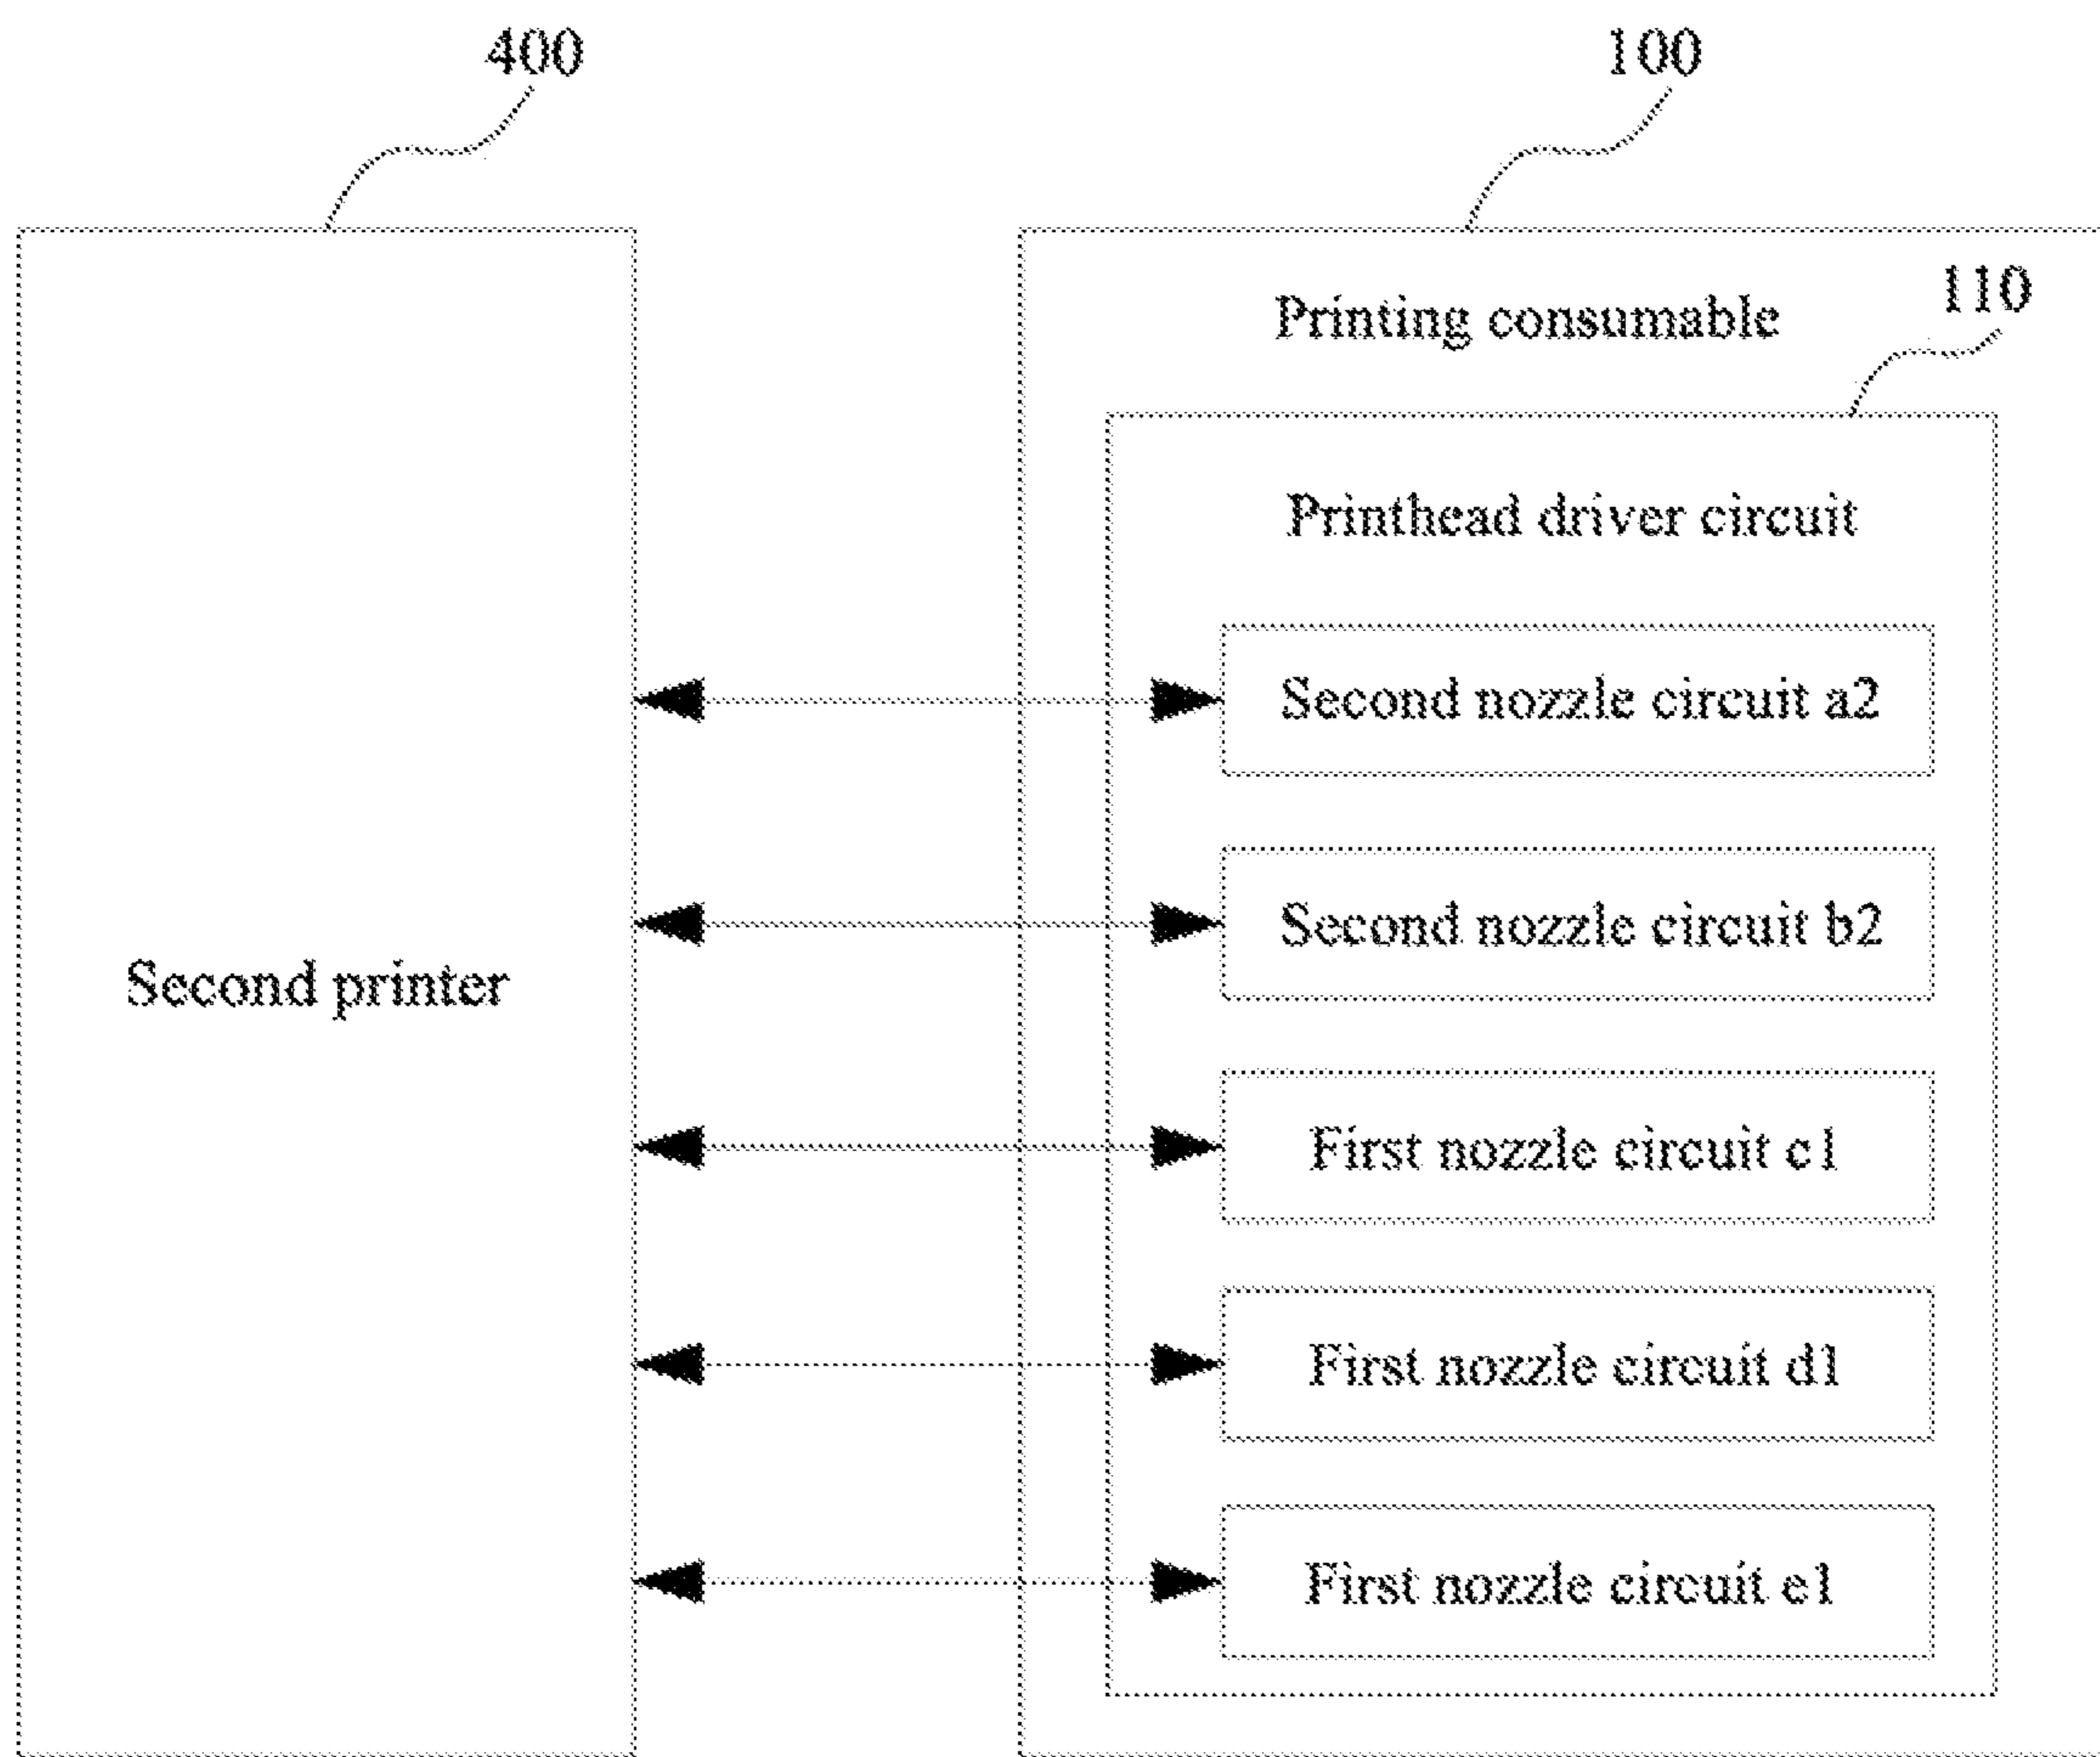 400
100
110
Printing consumable
Printhead driver circuit
Second nozzle circuit a2
Second nozzle circuit b2
Second printer
First nozzle circuit c1
First nozzle circuit d1
First nozzle circuit e1